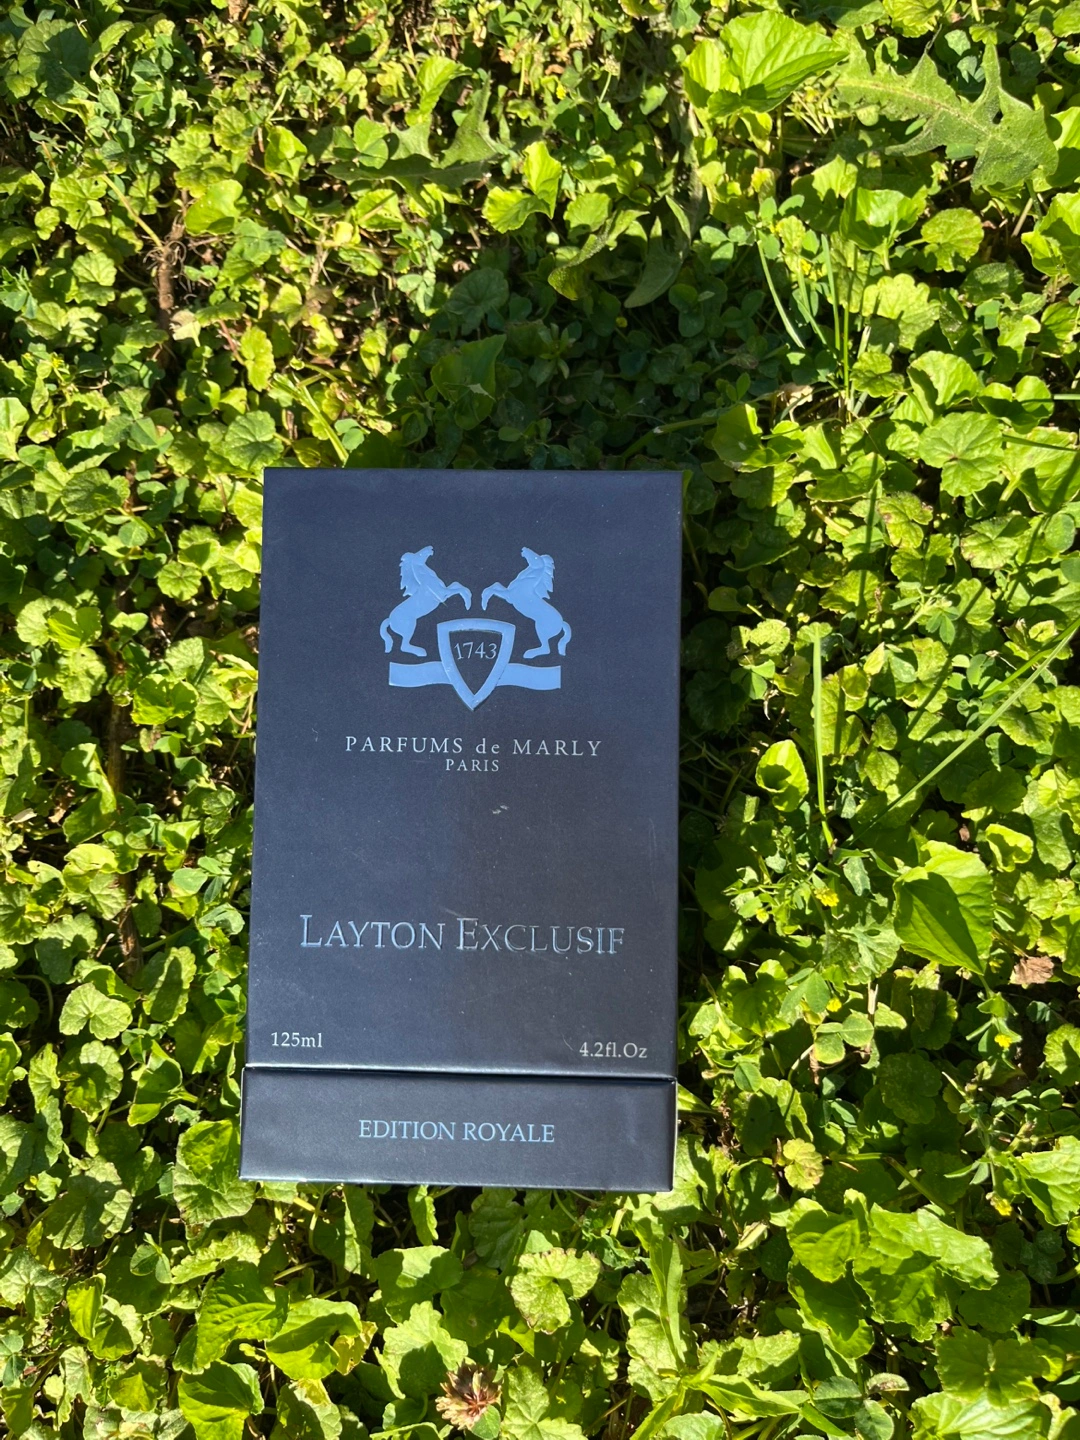 1743
PARFUMS de MARLY
PARIS
LAYTON EXCLUSIF
125ml
4.2fl.Oz
EDITION ROYALE